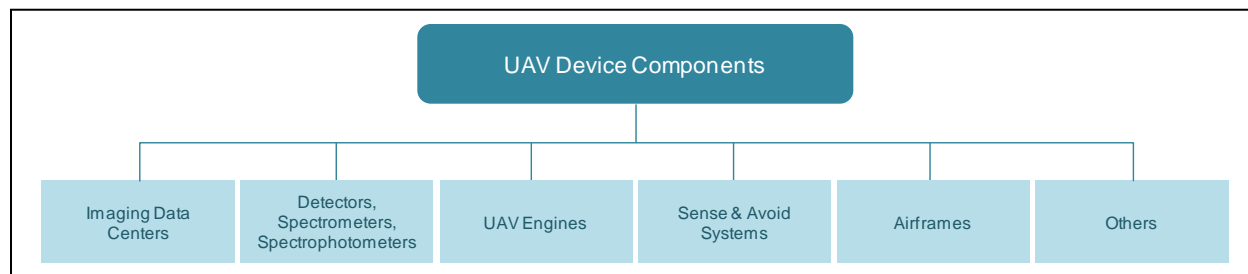 UAV Device Components
Imaging Data
Centers
Detectors,
Spectrometers,
Spectrophotometers
UAV Engines
Sense & Avoid
Systems
Airframes
Others